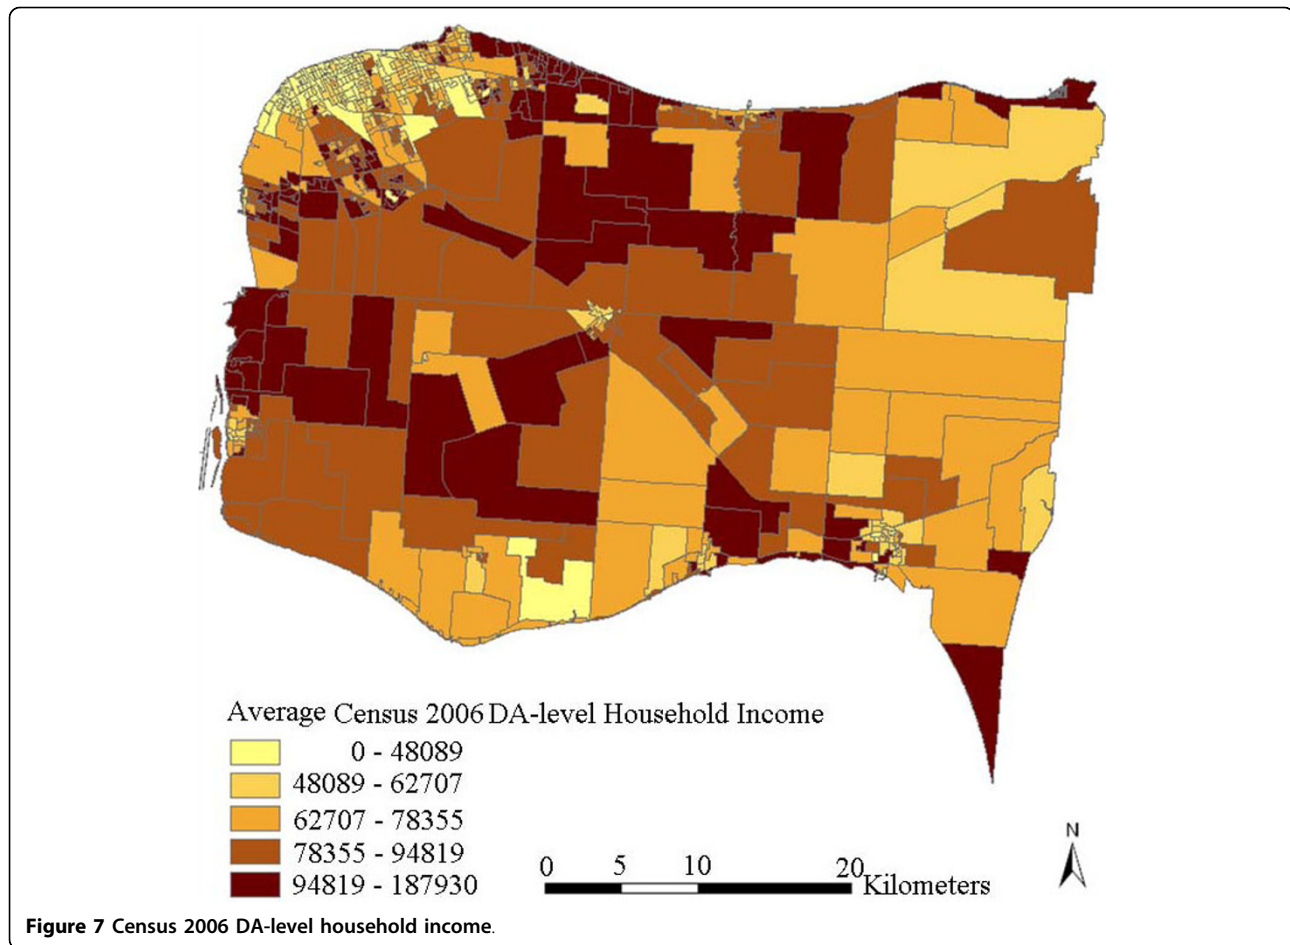 Average Census 2006 DA-level Household Income
0 - 48089
48089 - 62707
62707 - 78355
78355 - 94819
94819 - 187930
0 5 10 20
Kilometers
N
Figure 7 Census 2006 DA-level household income.